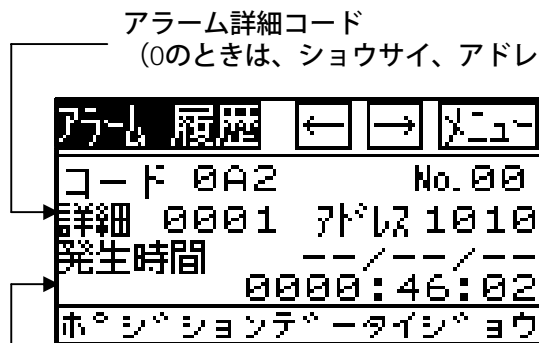 アラーム詳細コード
（0のときは、ショウサイ、アドレ
アラーム 履歴 ← → メニュー
コード 0A2 No.00
詳細 0001 アドレス 1010
発生時間 --/--/--
0000:46:02
ポジションデータイジョウ